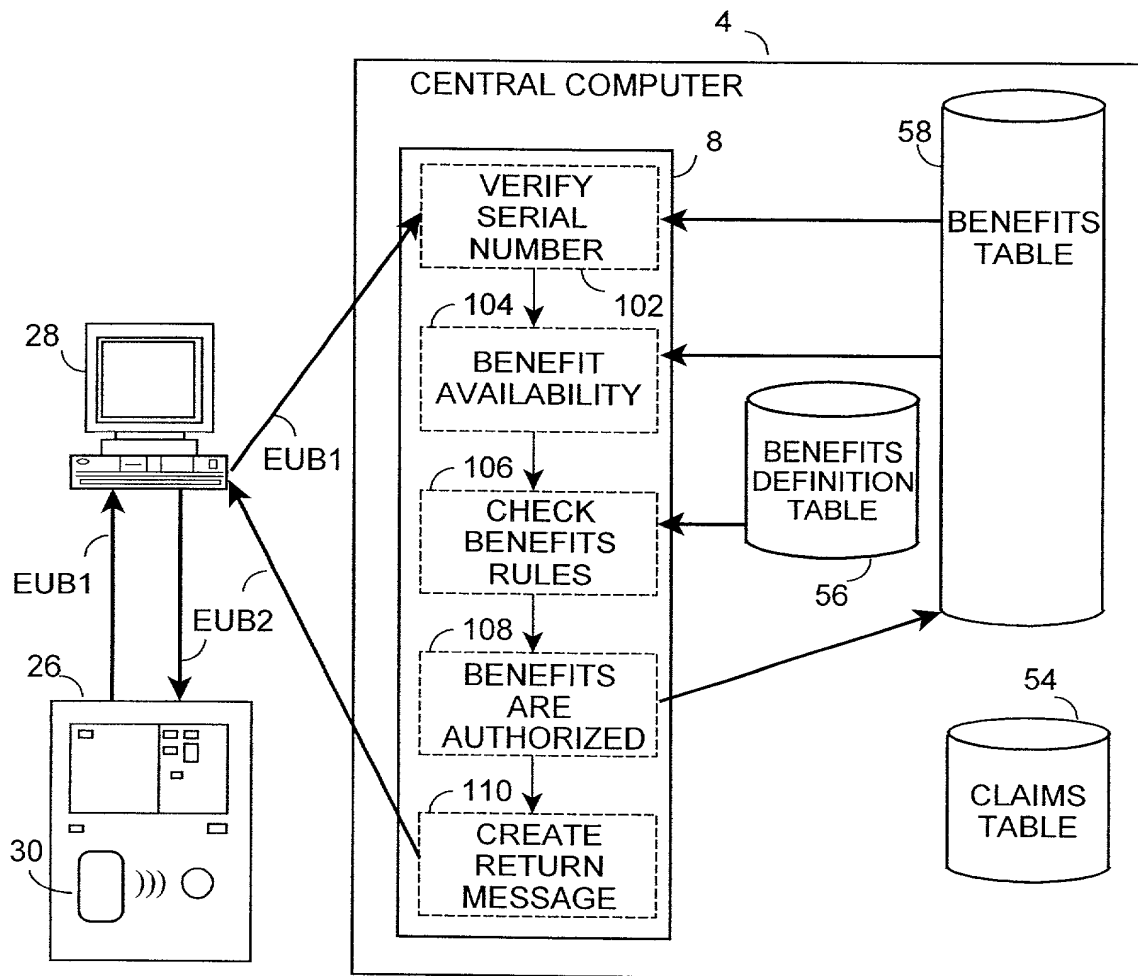 4
CENTRAL COMPUTER
8
58
VERIFY
SERIAL
NUMBER
BENEFITS
TABLE
102
104
28
BENEFIT
AVAILABILITY
EUB1
BENEFITS
DEFINITION
TABLE
106
CHECK
BENEFITS
RULES
56
EUB1
EUB2
108
26
BENEFITS
ARE
AUTHORIZED
54
110
CLAIMS
TABLE
CREATE
RETURN
MESSAGE
30